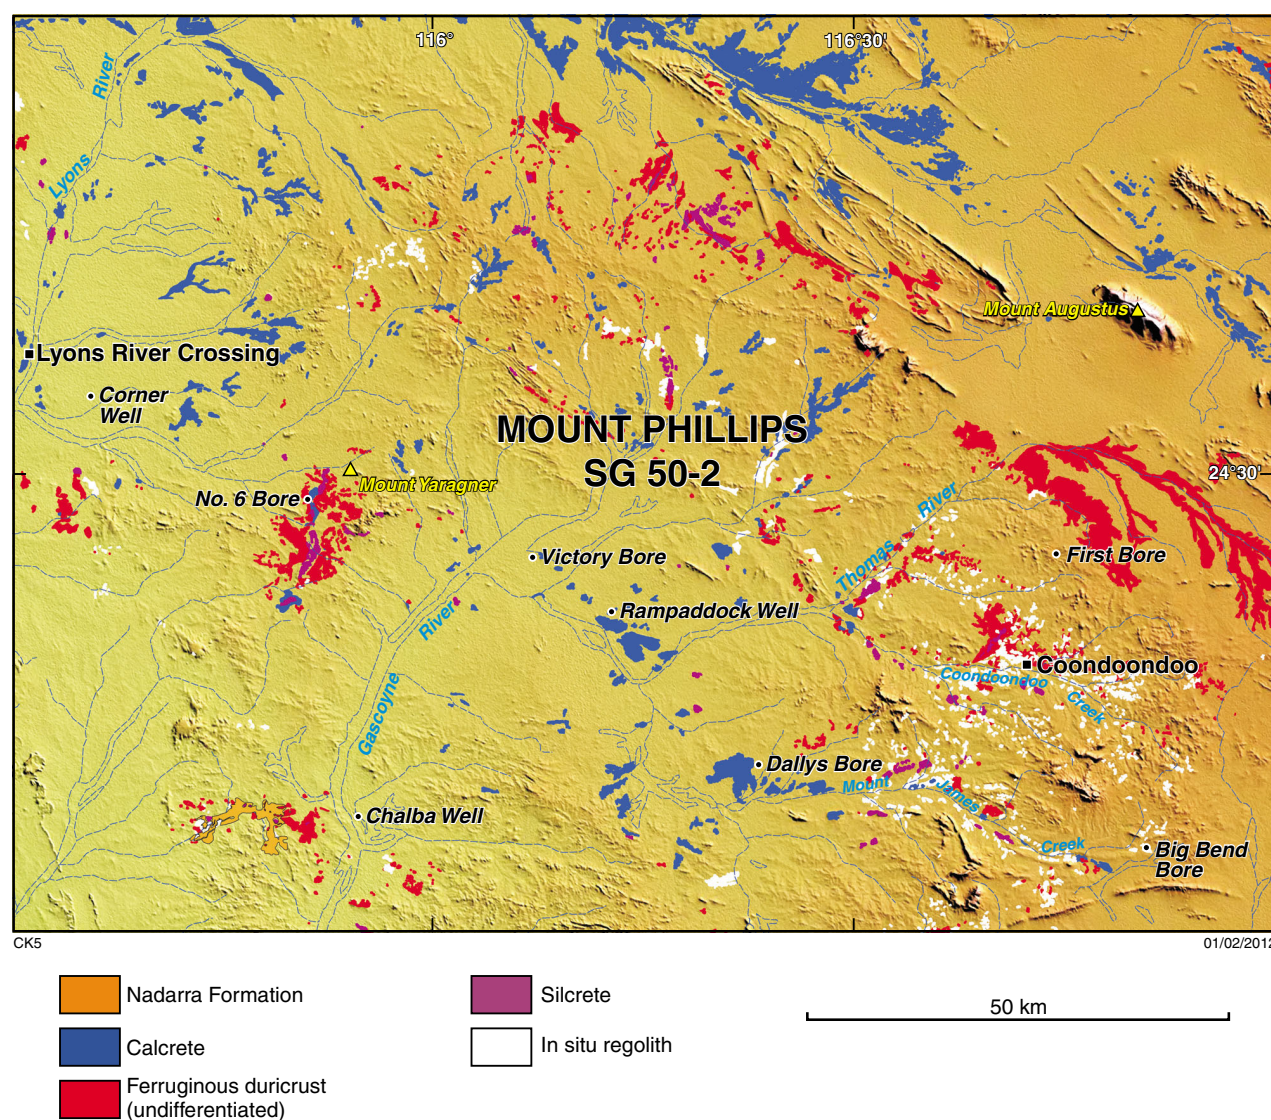 116°
116°30'
River
Lyons
Mount Augustus
Lyons River Crossing
Corner
Well
MOUNT PHILLIPS
SG 50-2
24°30'
Mount Yaragner
No. 6 Bore
River
Thomas
Victory Bore
First Bore
Rampaddock Well
River
Gascoyne
Coondoondoo
Coondoondoo
Creek
Dallys Bore
Mount
James
Creek
Chalba Well
Big Bend
Bore
CK5
01/02/2012
Nadarra Formation
Calcrete
Ferruginous duricrust
(undifferentiated)
Silcrete
In situ regolith
50 km